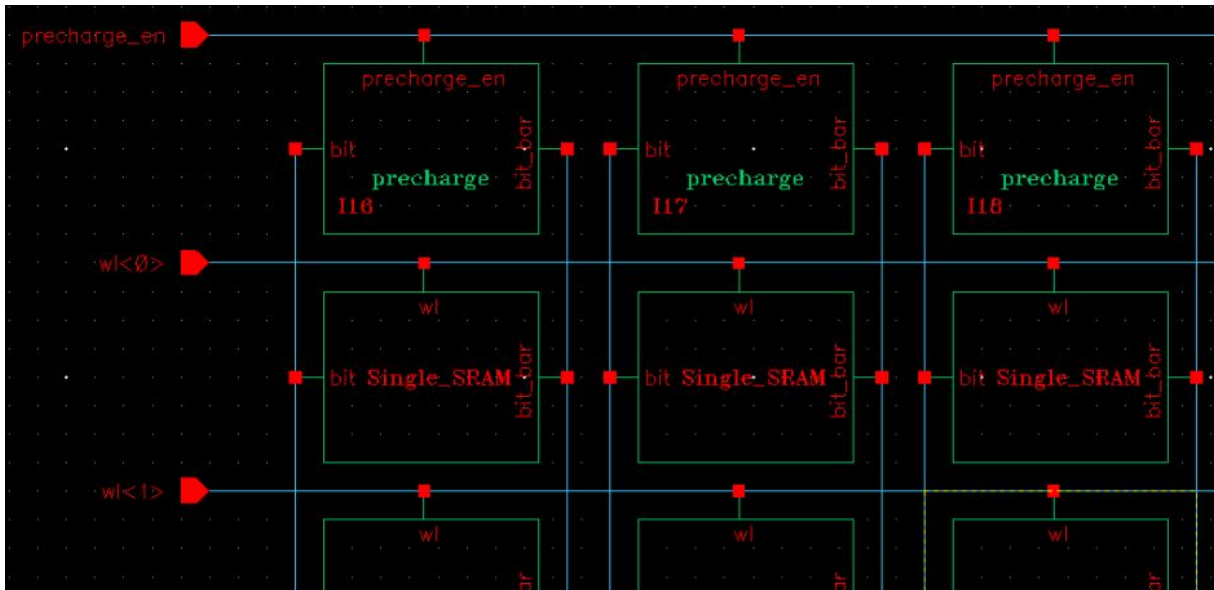 precharge_en
precharge_en precharge_en precharge_en
bit bit_bar bit bit_bar bit bit_bar
precharge precharge precharge
I16 I17 I18
wl<0>
wl wl wl
bit Single_SRAM bit_bar bit Single_SRAM bit_bar bit Single_SRAM bit_bar
wl<1>
wl wl wl